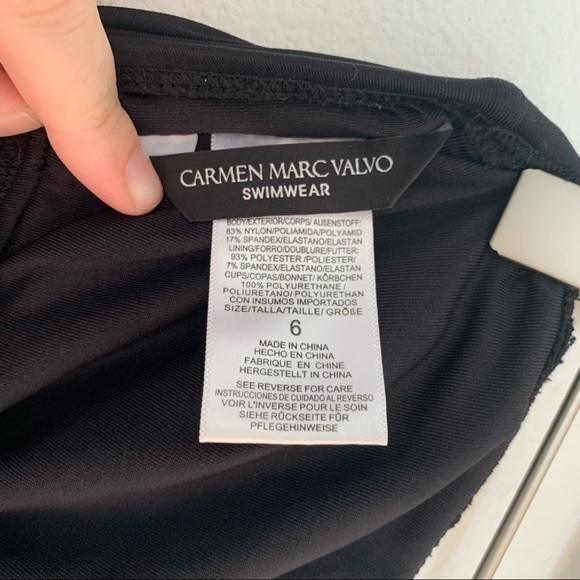 CARMEN MARC VALVO
SWIMWEAR
BODY/EXTERIOR/CORPS/ AUßENSTOFF:
83% NYLON/POLIAMIDA/POLYAMID
17% SPANDEX/ELASTANO/ELASTAN
LINING/FORRO/DOUBLURE/FUTTER:
93% POLYESTER /POLIESTER/
7% SPANDEX/ELASTANO/ELASTAN
CUPS/COPAS/BONNET/ KÖRBCHEN
100% POLYURETHANE /
POLIURETANO/ POLYURETHAN
CON INSUMOS IMPORTADOS
SIZE/TALLA/TAILLE/ GRÖßE
6
MADE IN CHINA
HECHO EN CHINA
FABRIQUE EN CHINE
HERGESTELLT IN CHINA
SEE REVERSE FOR CARE
INSTRUCCIONES DE CUIDADO AL REVERSO
VOIR L'INVERSE POUR LE SOIN
SIEHE RÜCKSEITE FÜR
PFLEGEHINWEISE